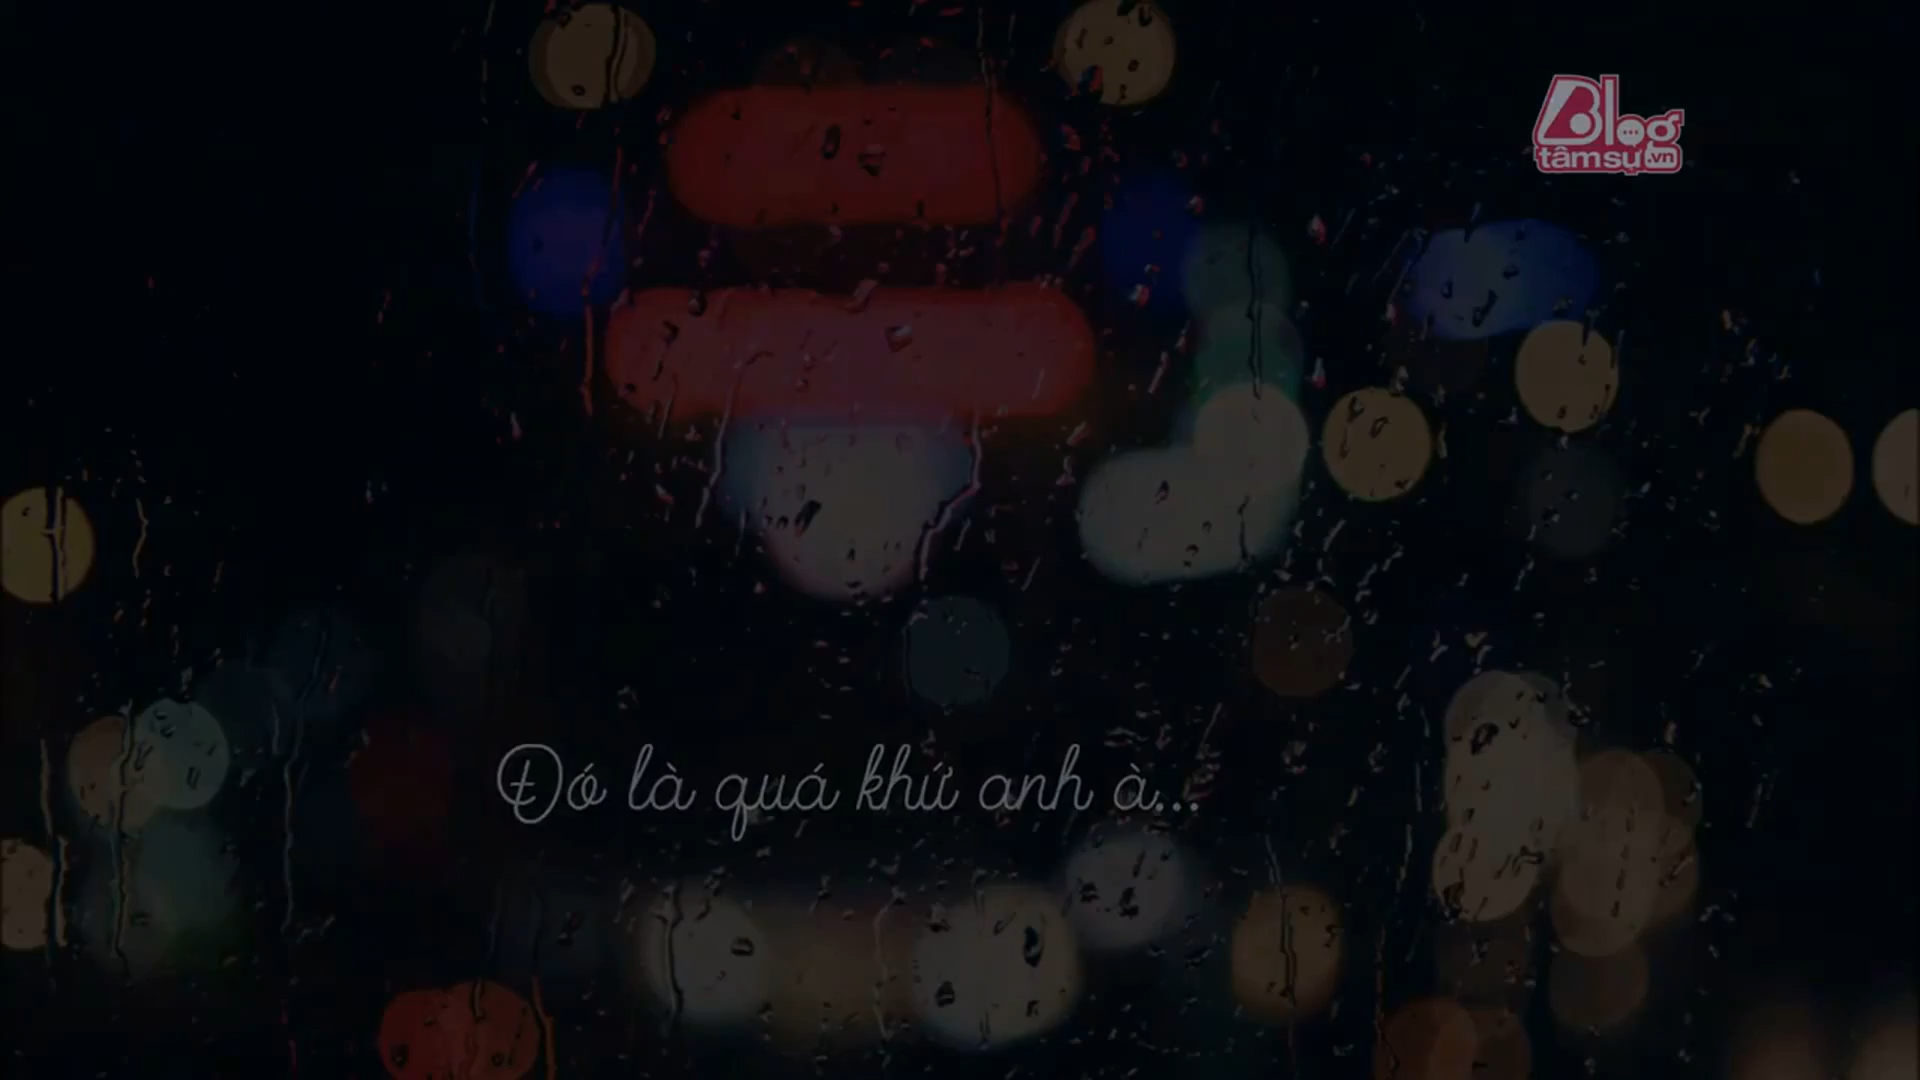 Blog
tâmsự.vn
Đó là quá khứ anh à...